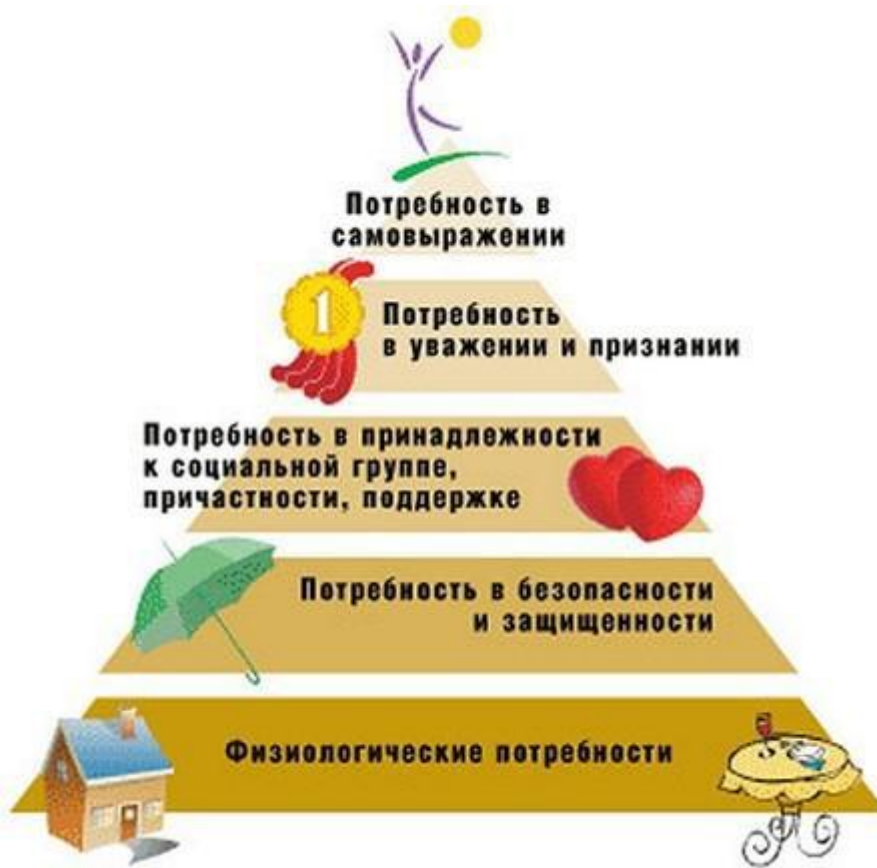 Потребность в
самовыражении
1
Потребность
в уважении и признании
Потребность в принадлежности
к социальной группе,
причастности, поддержке
Потребность в безопасности
и защищенности
Физиологические потребности